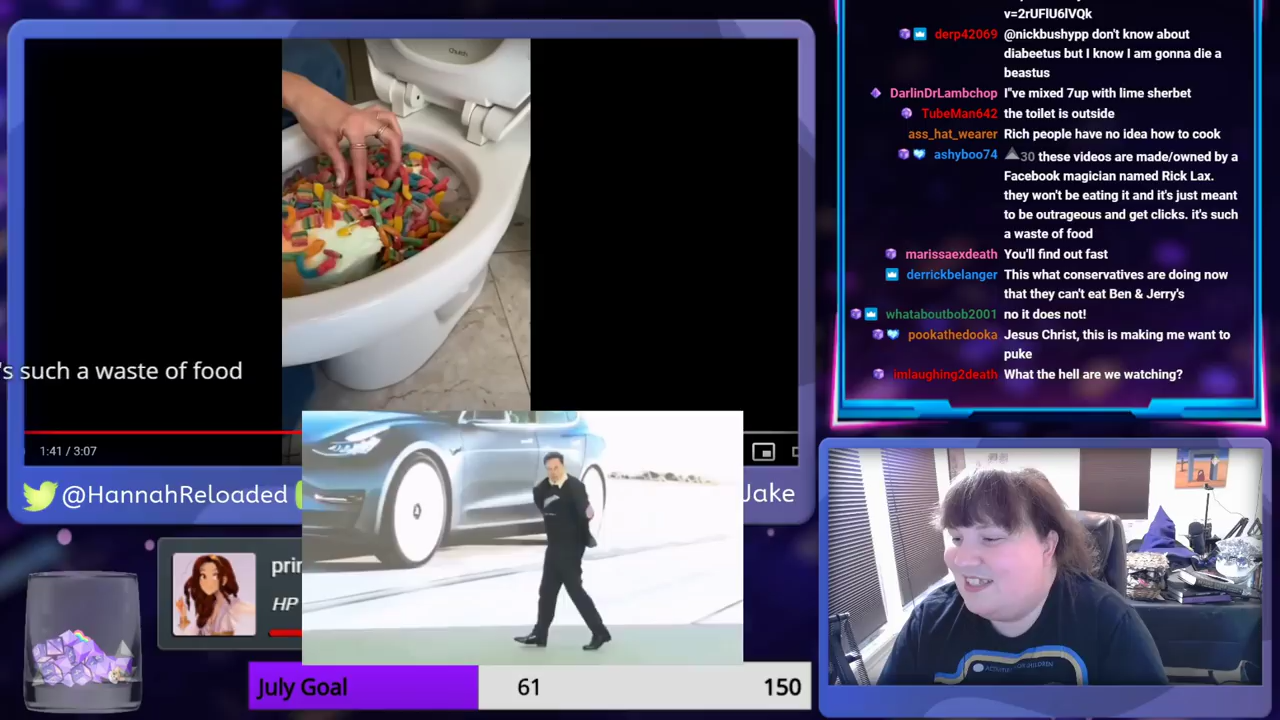 Church
's such a waste of food
1:41 / 3:07
@HannahReloaded
Jake
prin
HP
July Goal
61
150
v=2rUFlU6lVQk
derp42069 @nickbushypp don't know about
diabeetus but I know I am gonna die a
beastus
DarlinDrLambchop I"ve mixed 7up with lime sherbet
TubeMan642 the toilet is outside
ass_hat_wearer Rich people have no idea how to cook
ashyboo74 30 these videos are made/owned by a
Facebook magician named Rick Lax.
they won't be eating it and it's just meant
to be outrageous and get clicks. it's such
a waste of food
marissaexdeath You'll find out fast
derrickbelanger This what conservatives are doing now
that they can't eat Ben & Jerry's
whataboutbob2001 no it does not!
pookathedooka Jesus Christ, this is making me want to
puke
imlaughing2death What the hell are we watching?